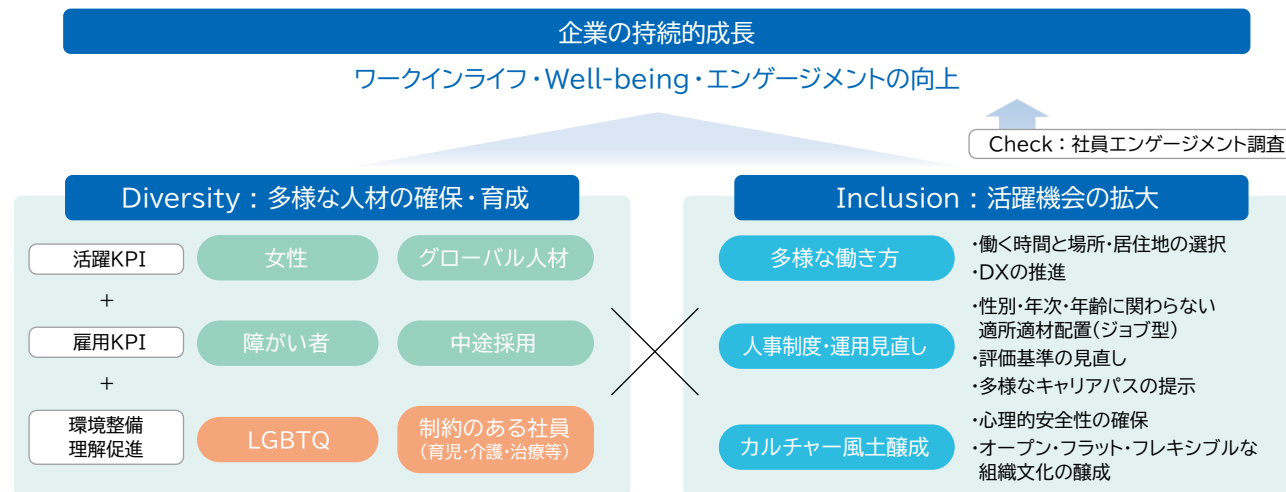 企業の持続的成長
ワークインライフ・Well-being・エンゲージメントの向上
Check：社員エンゲージメント調査
Diversity：多様な人材の確保・育成
活躍KPI
女性
グローバル人材
+
雇用KPI
障がい者
中途採用
+
環境整備
理解促進
LGBTQ
制約のある社員
(育児・介護・治療等)
Inclusion：活躍機会の拡大
多様な働き方
・働く時間と場所・居住地の選択
・DXの推進
人事制度・運用見直し
・性別・年次・年齢に関わらない
適所適材配置(ジョブ型)
・評価基準の見直し
・多様なキャリアパスの提示
カルチャー風土醸成
・心理的安全性の確保
・オープン・フラット・フレキシブルな
組織文化の醸成